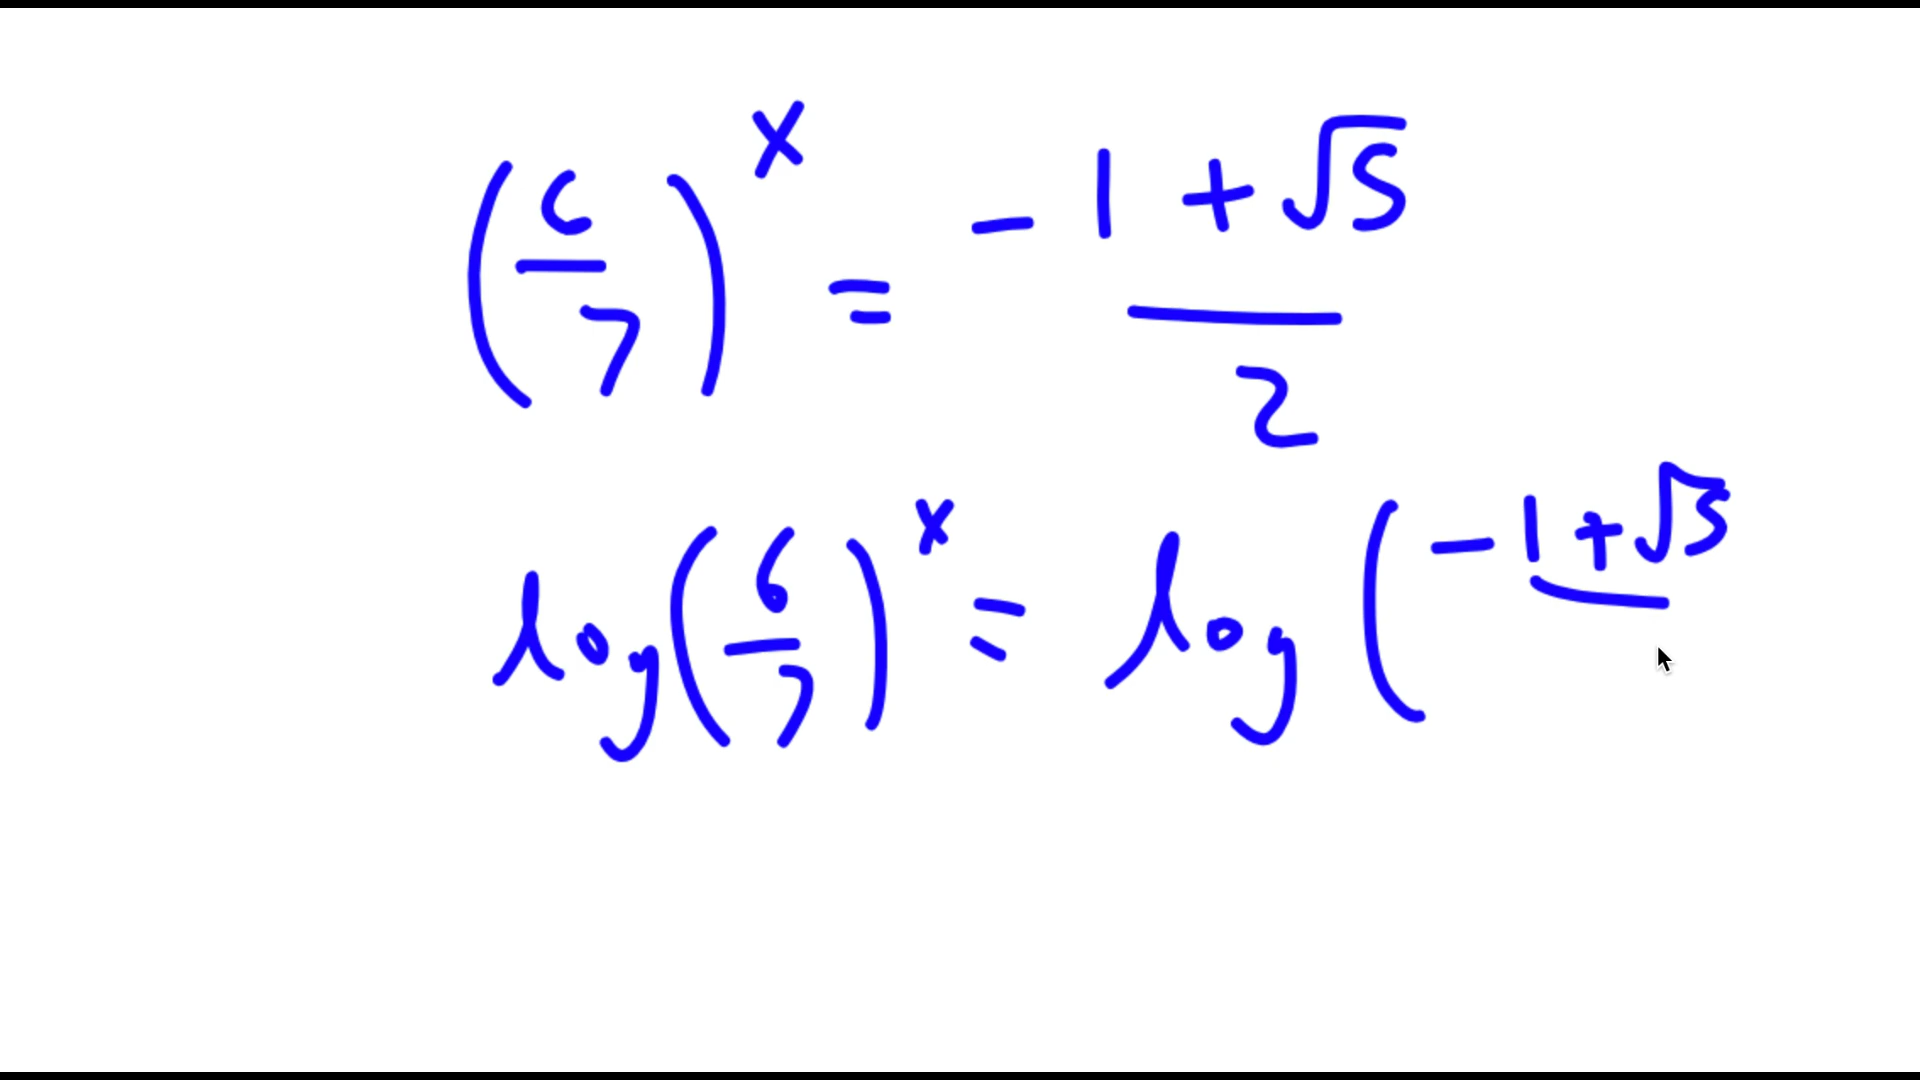 (6/7)^x = (-1 + √5)/2
log(6/7)^x = log((-1 + √5)/